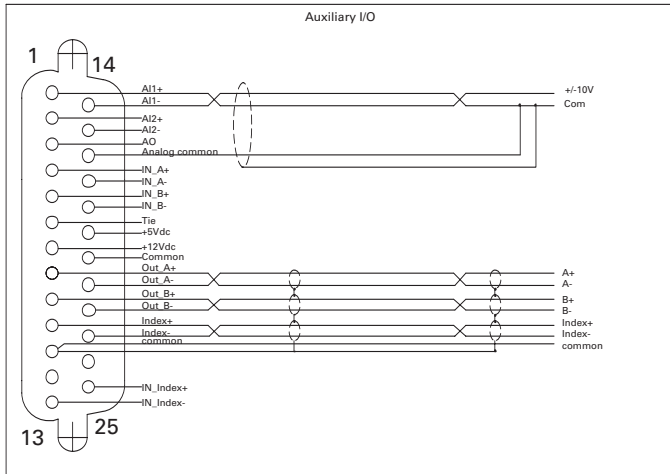 Auxiliary I/O
1
14
AI1+
AI1-
AI2+
AI2-
AO
Analog common
IN_A+
IN_A-
IN_B+
IN_B-
Tie
+5Vdc
+12Vdc
Common
Out_A+
Out_A-
Out_B+
Out_B-
Index+
Index-
common
IN_Index+
IN_Index-
13
25
+/-10V
Com
A+
A-
B+
B-
Index+
Index-
common